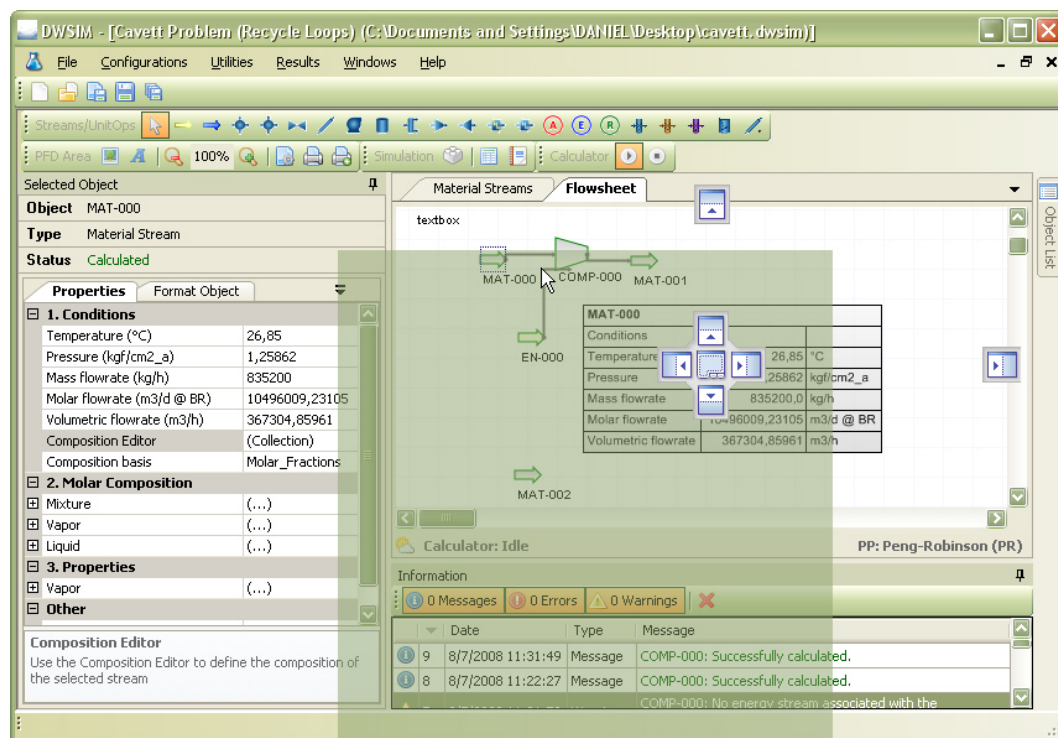 DWSIM - [Cavett Problem (Recycle Loops) (C:\Documents and Settings\DANIEL\Desktop\cavett.dwsim)]
File Configurations Utilities Results Windows Help
Streams/UnitOps A E R
PFD Area A 100% Simulation Calculator
Selected Object
Object MAT-000
Type Material Stream
Status Calculated
Properties Format Object
1. Conditions
Temperature (°C) 26,85
Pressure (kgf/cm2_a) 1,25862
Mass flowrate (kg/h) 835200
Molar flowrate (m3/d @ BR) 10496009,23105
Volumetric flowrate (m3/h) 367304,85961
Composition Editor (Collection)
Composition basis Molar_Fractions
2. Molar Composition
Mixture (...)
Vapor (...)
Liquid (...)
3. Properties
Vapor (...)
Other
Composition Editor
Use the Composition Editor to define the composition of
the selected stream
Material Streams Flowsheet
Object List
textbox
MAT-000 COMP-000 MAT-001
EN-000
MAT-000
Conditions
Temperature 26,85 °C
Pressure ,25862 kgf/cm2_a
Mass flowrate 835200,0 kg/h
Molar flowrate 10496009,23105 m3/d @ BR
Volumetric flowrate 367304,85961 m3/h
MAT-002
Calculator: Idle PP: Peng-Robinson (PR)
Information
0 Messages 0 Errors 0 Warnings
Date Type Message
9 8/7/2008 11:31:49 Message COMP-000: Successfully calculated.
8 8/7/2008 11:22:27 Message COMP-000: Successfully calculated.
COMP-000: No energy stream associated with the